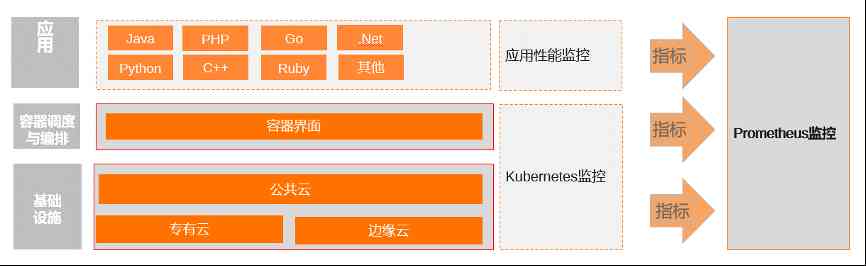 应
用
Java
PHP
Go
.Net
Python
C++
Ruby
其他
应用性能监控
指标
容器调度
与编排
容器界面
指标
Prometheus监控
基础
设施
公共云
专有云
边缘云
Kubernetes监控
指标